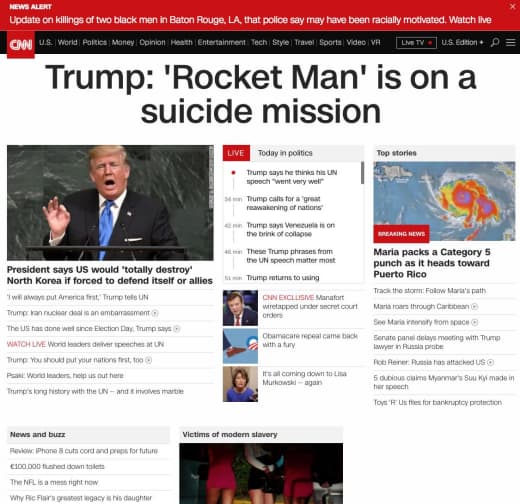 NEWS ALERT
Update on killings of two black men in Baton Rouge, LA, that police say may have been racially motivated. Watch live
CNN
U.S. | World | Politics | Money | Opinion | Health | Entertainment | Tech | Style | Travel | Sports | Video | VR
Live TV
U.S. Edition +
Trump: 'Rocket Man' is on a
suicide mission
President says US would 'totally destroy'
North Korea if forced to defend itself or allies
'I will always put America first,' Trump tells UN
Trump: Iran nuclear deal is an embarrassment
The US has done well since Election Day, Trump says
WATCH LIVE World leaders deliver speeches at UN
Trump: You should put your nations first, too
Psaki: World leaders, help us out here
Trump's long history with the UN -- and it involves marble
LIVE
Today in politics
Trump says he thinks his UN
speech "went very well"
34 min
Trump calls for a 'great
reawakening of nations'
Trump says Venezuela is on
the brink of collapse
These Trump phrases from
the UN speech matter most
51 min
Trump returns to using
CNN EXCLUSIVE Manafort
wiretapped under secret court
orders
Obamacare repeal came back
with a fury
It's all coming down to Lisa
Murkowski -- again
Top stories
BREAKING NEWS
Maria packs a Category 5
punch as it heads toward
Puerto Rico
Track the storm: Follow Maria's path
Maria roars through Caribbean
See Maria intensify from space
Senate panel delays meeting with Trump
lawyer in Russia probe
Rob Reiner: Russia has attacked US
5 dubious claims Myanmar's Suu Kyi made in
her speech
Toys 'R' Us files for bankruptcy protection
News and buzz
Review: iPhone 8 cuts cord and preps for future
€100,000 flushed down toilets
The NFL is a mess right now
Why Ric Flair's greatest legacy is his daughter
Victims of modern slavery